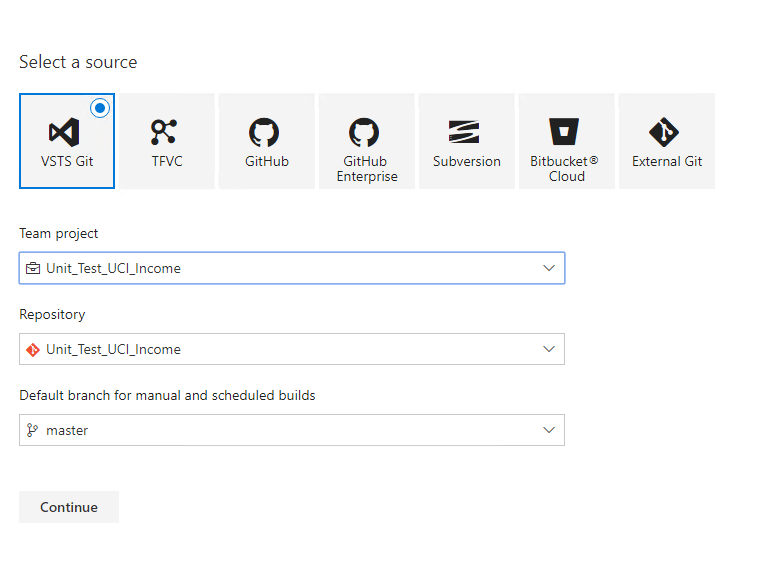 Select a source
VSTS Git
TFVC
GitHub
GitHub
Enterprise
Subversion
Bitbucket®
Cloud
External Git
Team project
Unit_Test_UCI_Income
Repository
Unit_Test_UCI_Income
Default branch for manual and scheduled builds
master
Continue